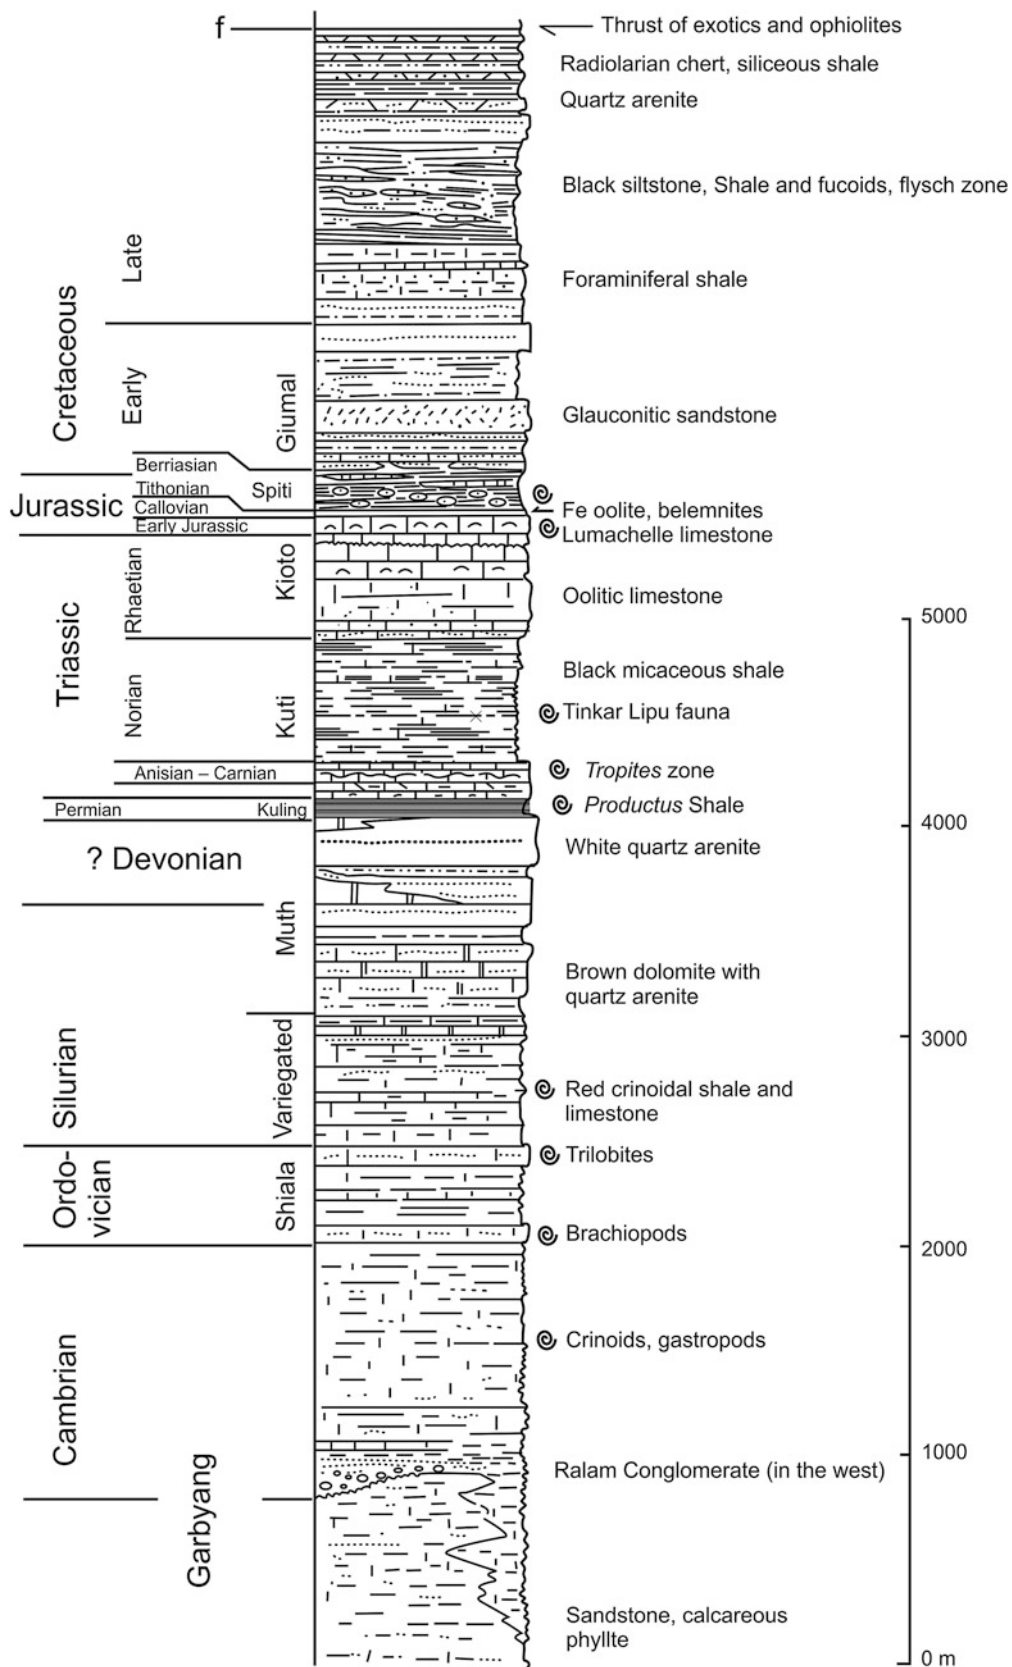 f
Thrust of exotics and ophiolites
Radiolarian chert, siliceous shale
Quartz arenite
Black siltstone, Shale and fucoids, flysch zone
Late
Foraminiferal shale
Cretaceous
Early
Giumal
Glauconitic sandstone
Berriasian
Tithonian
Spiti
Jurassic
Callovian
Fe oolite, belemnites
Early Jurassic
Lumachelle limestone
Rhaetian
Kioto
Oolitic limestone
5000
Triassic
Black micaceous shale
Norian
Kuti
Tinkar Lipu fauna
Anisian – Carnian
Tropites zone
Permian
Kuling
Productus Shale
4000
? Devonian
White quartz arenite
Muth
Brown dolomite with
quartz arenite
3000
Silurian
Variegated
Red crinoidal shale and
limestone
Ordo-
vician
Shiala
Trilobites
Brachiopods
2000
Cambrian
Crinoids, gastropods
1000
Ralam Conglomerate (in the west)
Garbyang
Sandstone, calcareous
phyllte
0 m